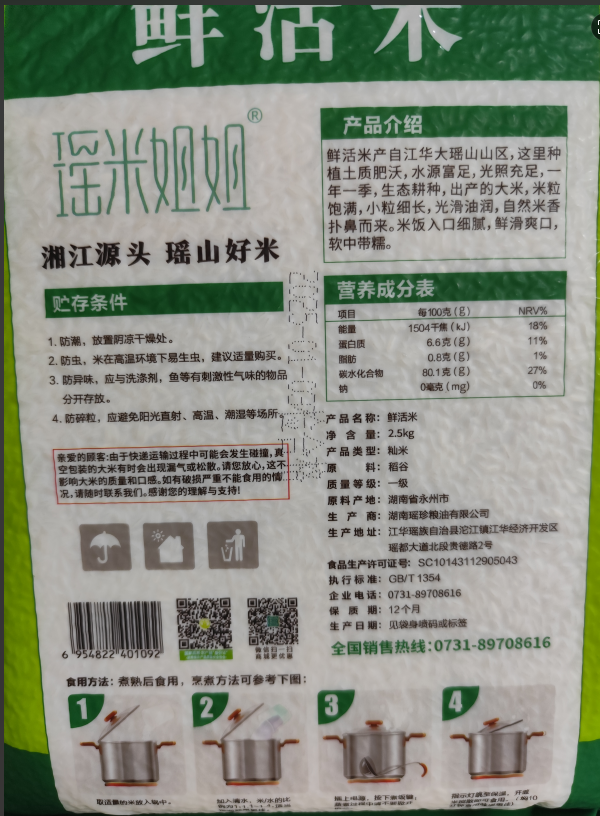 鲜活米
瑶米姐姐®
湘江源头 瑶山好米
贮存条件
1. 防潮，放置阴凉干燥处。
2. 防虫，米在高温环境下易生虫，建议适量购买。
3. 防异味，应与洗涤剂，鱼等有刺激性气味的物品
分开存放。
4. 防碎粒，应避免阳光直射、高温、潮湿等场所。
亲爱的顾客:由于快递运输过程中可能会发生碰撞,真
空包装的大米有时会出现漏气或松散。请您放心,这不
影响大米的质量和口感。如有破损严重不能食用的情
况,请随时联系我们。感谢您的理解与支持!
6 954822 401092
微信扫一扫
商城更优惠
产品介绍
鲜活米产自江华大瑶山山区，这里种
植土质肥沃，水源富足，光照充足，一
年一季，生态耕种，出产的大米，米粒
饱满，小粒细长，光滑油润，自然米香
扑鼻而来。米饭入口细腻，鲜滑爽口，
软中带糯。
营养成分表
项目 每100克（g） NRV%
能量 1504千焦（kJ） 18%
蛋白质 6.6克（g） 11%
脂肪 0.8克（g） 1%
碳水化合物 80.1克（g） 27%
钠 0毫克（mg） 0%
产品名称：鲜活米
净含量：2.5kg
产品类型：籼米
原料：稻谷
质量等级：一级
原料产地：湖南省永州市
生产商：湖南瑶珍粮油有限公司
生产地址：江华瑶族自治县沱江镇江华经济开发区
瑶都大道北段贵德路2号
食品生产许可证号：SC10143112905043
执行标准：GB/T 1354
企业电话：0731-89708616
保质期：12个月
生产日期：见袋身喷码或标签
全国销售热线:0731-89708616
食用方法：煮熟后食用，烹煮方法可参考下图：
1
2
3
4
取适量的米放入锅中。